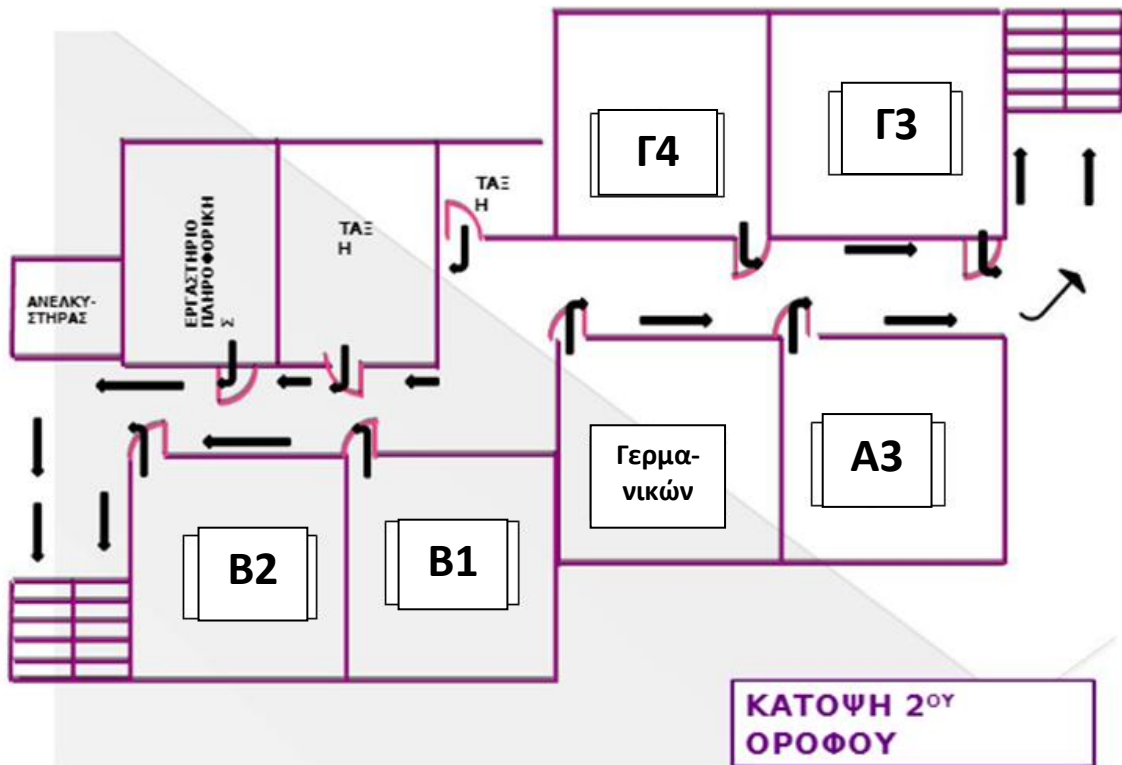 Γ4
Γ3
ΤΑΞ
Η
ΤΑΞ
Η
ΕΡΓΑΣΤΗΡΙΟ
ΠΛΗΡΟΦΟΡΙΚΗ
Σ
ΑΝΕΛΚΥ-
ΣΤΗΡΑΣ
Γερμα-
νικών
Α3
Β2
Β1
ΚΑΤΟΨΗ 2ΟΥ
ΟΡΟΦΟΥ